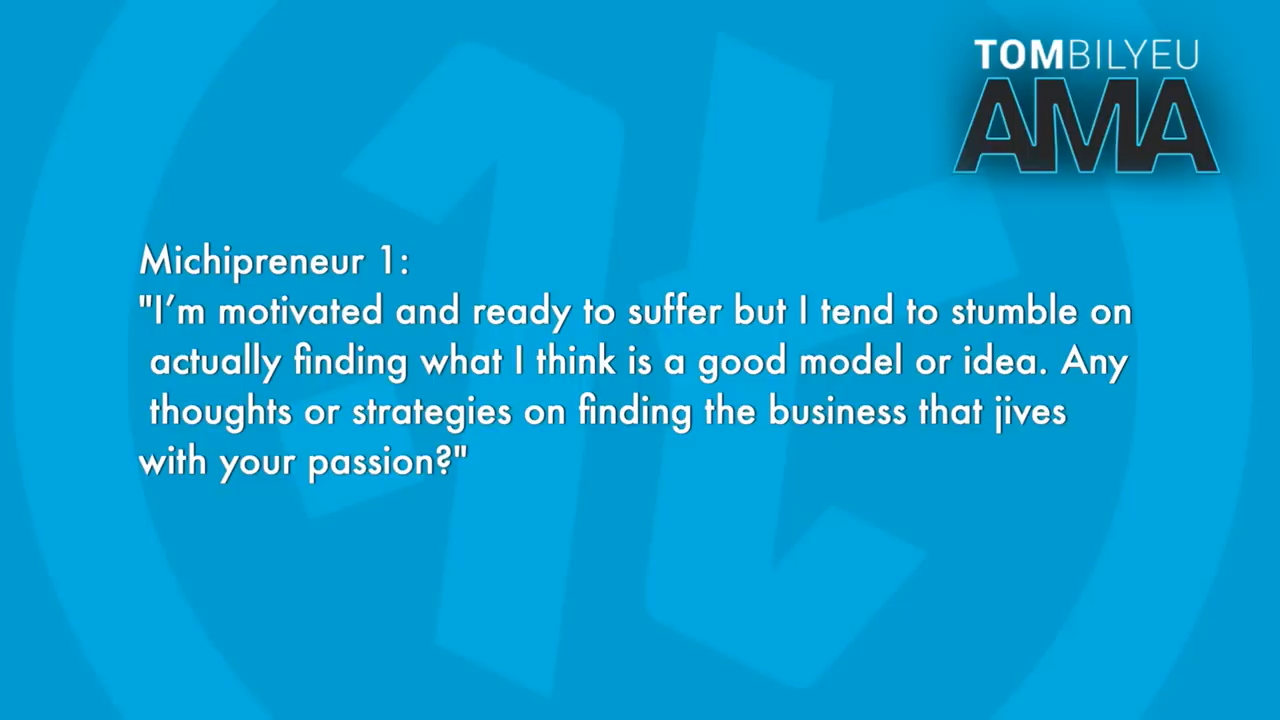 TOMBILYEU
AMA
Michipreneur 1:
"I’m motivated and ready to suffer but I tend to stumble on
actually finding what I think is a good model or idea. Any
thoughts or strategies on finding the business that jives
with your passion?"